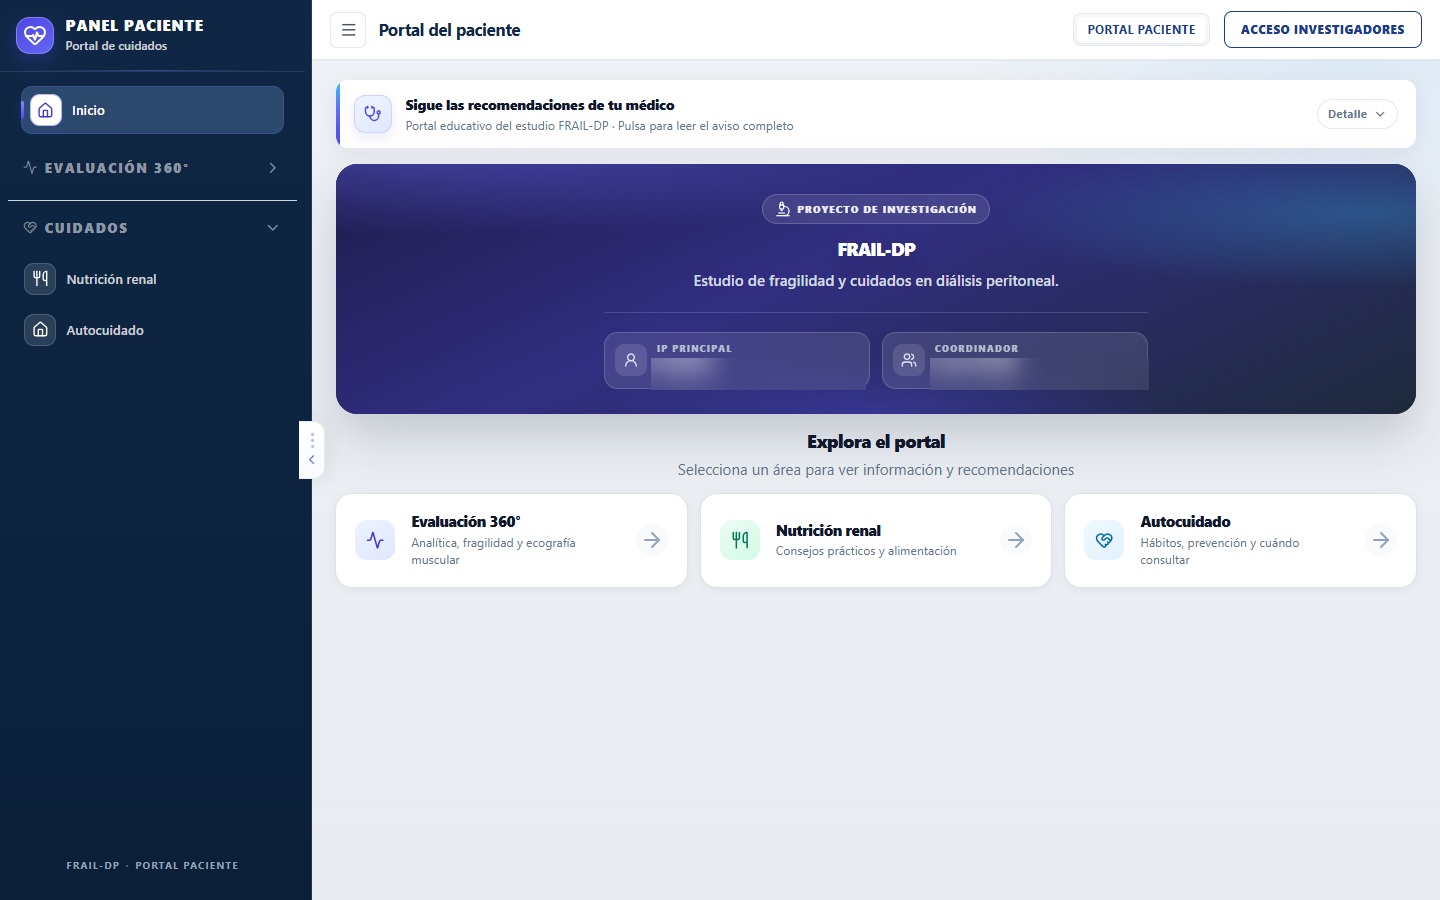 PANEL PACIENTE
Portal de cuidados
Inicio
EVALUACIÓN 360°
CUIDADOS
Nutrición renal
Autocuidado
FRAIL-DP · PORTAL PACIENTE
Portal del paciente
PORTAL PACIENTE
ACCESO INVESTIGADORES
Sigue las recomendaciones de tu médico
Portal educativo del estudio FRAIL-DP · Pulsa para leer el aviso completo
Detalle
PROYECTO DE INVESTIGACIÓN
FRAIL-DP
Estudio de fragilidad y cuidados en diálisis peritoneal.
IP PRINCIPAL
COORDINADOR
Explora el portal
Selecciona un área para ver información y recomendaciones
Evaluación 360°
Analítica, fragilidad y ecografía
muscular
Nutrición renal
Consejos prácticos y alimentación
Autocuidado
Hábitos, prevención y cuándo
consultar